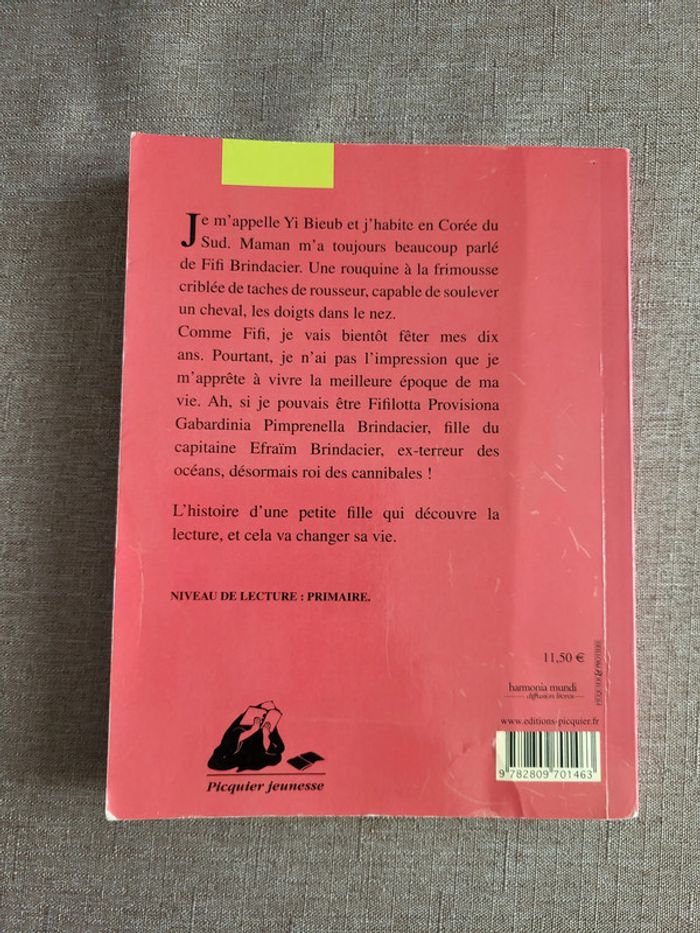 Je m'appelle Yi Bieub et j'habite en Corée du
Sud. Maman m'a toujours beaucoup parlé
de Fifi Brindacier. Une rouquine à la frimousse
criblée de taches de rousseur, capable de soulever
un cheval, les doigts dans le nez.
Comme Fifi, je vais bientôt fêter mes dix
ans. Pourtant, je n'ai pas l'impression que je
m'apprête à vivre la meilleure époque de ma
vie. Ah, si je pouvais être Fifilotta Provisiona
Gabardinia Pimprenella Brindacier, fille du
capitaine Efraïm Brindacier, ex-terreur des
océans, désormais roi des cannibales !
L'histoire d'une petite fille qui découvre la
lecture, et cela va changer sa vie.
NIVEAU DE LECTURE : PRIMAIRE.
11,50 €
harmonia mundi
diffusion livres
www.editions-picquier.fr
9 782809 701463
Picquier jeunesse